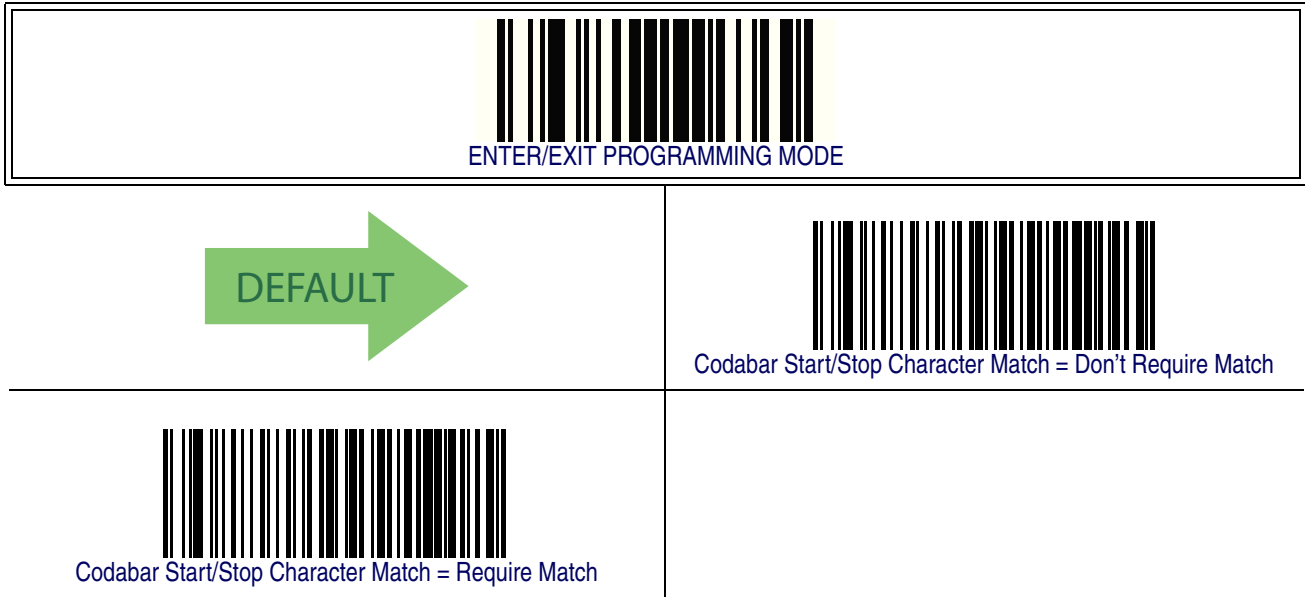 ENTER/EXIT PROGRAMMING MODE
DEFAULT
Codabar Start/Stop Character Match = Don’t Require Match
Codabar Start/Stop Character Match = Require Match